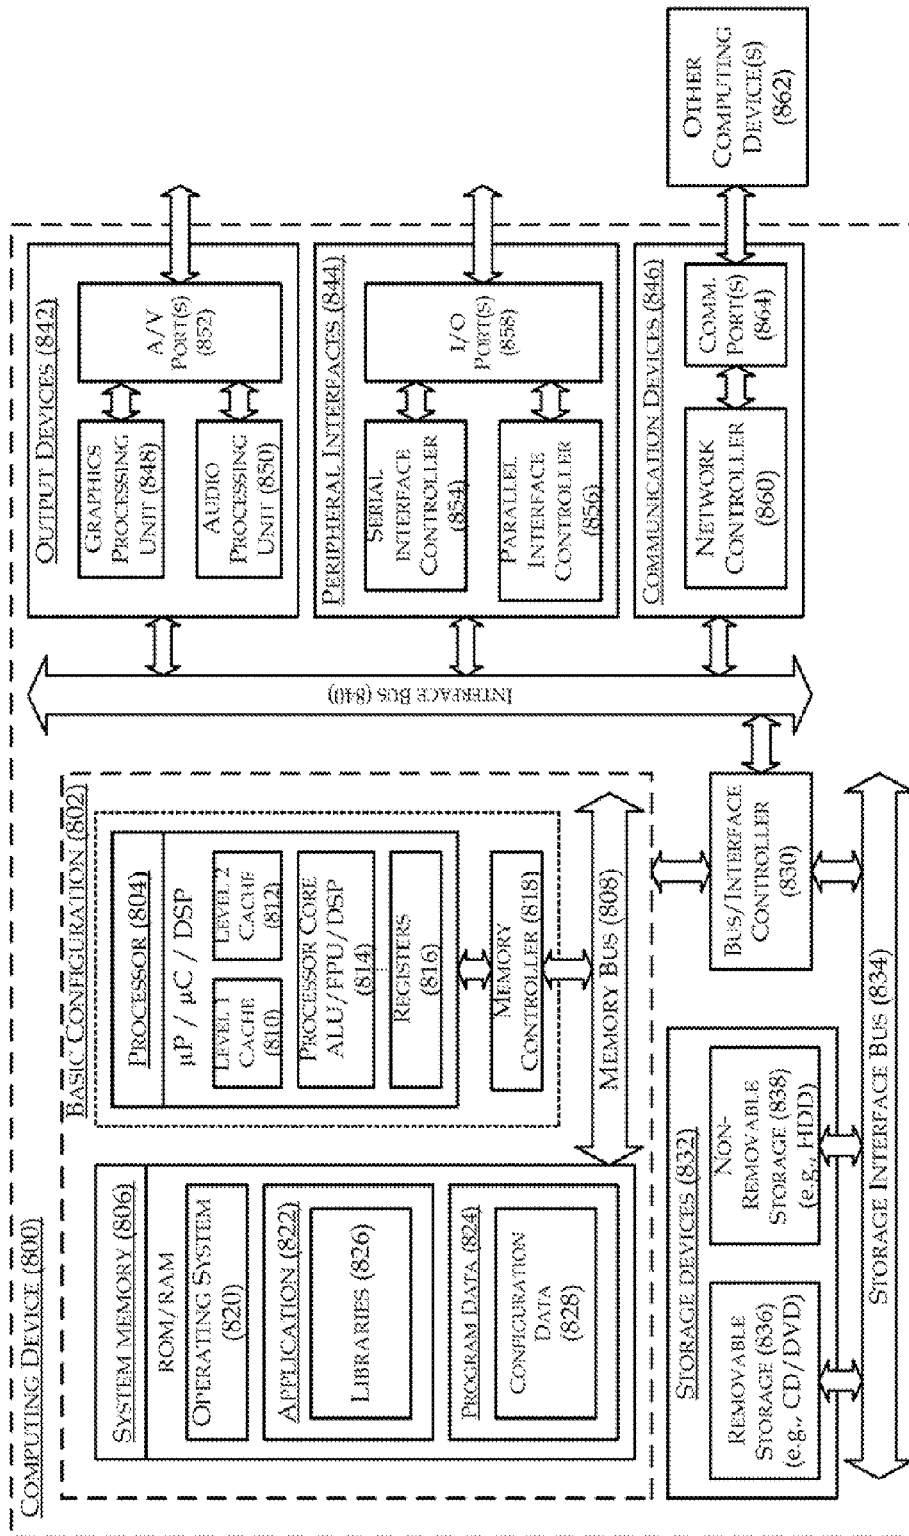 COMPUTING DEVICE (800)
BASIC CONFIGURATION (802)
SYSTEM MEMORY (806)
ROM/RAM
OPERATING SYSTEM
(820)
APPLICATION (822)
LIBRARIES (826)
PROGRAM DATA (824)
CONFIGURATION
DATA
(828)
PROCESSOR (804)
µP / µC / DSP
LEVEL 1
CACHE
(810)
LEVEL 2
CACHE
(812)
PROCESSOR CORE
ALU/FPU/DSP
(814)
REGISTERS
(816)
MEMORY
CONTROLLER (818)
MEMORY BUS (808)
STORAGE DEVICES (832)
REMOVABLE
STORAGE (836)
(e.g., CD/DVD)
NON-
REMOVABLE
STORAGE (838)
(e.g., HDD)
BUS/INTERFACE
CONTROLLER
(830)
STORAGE INTERFACE BUS (834)
INTERFACE BUS (840)
OUTPUT DEVICES (842)
GRAPHICS
PROCESSING
UNIT (848)
AUDIO
PROCESSING
UNIT (850)
A/V
PORT(S)
(852)
PERIPHERAL INTERFACES (844)
SERIAL
INTERFACE
CONTROLLER
(854)
PARALLEL
INTERFACE
CONTROLLER
(856)
I/O
PORT(S)
(858)
COMMUNICATION DEVICES (846)
NETWORK
CONTROLLER
(860)
COMM.
PORT(S)
(864)
OTHER
COMPUTING
DEVICE(S)
(862)